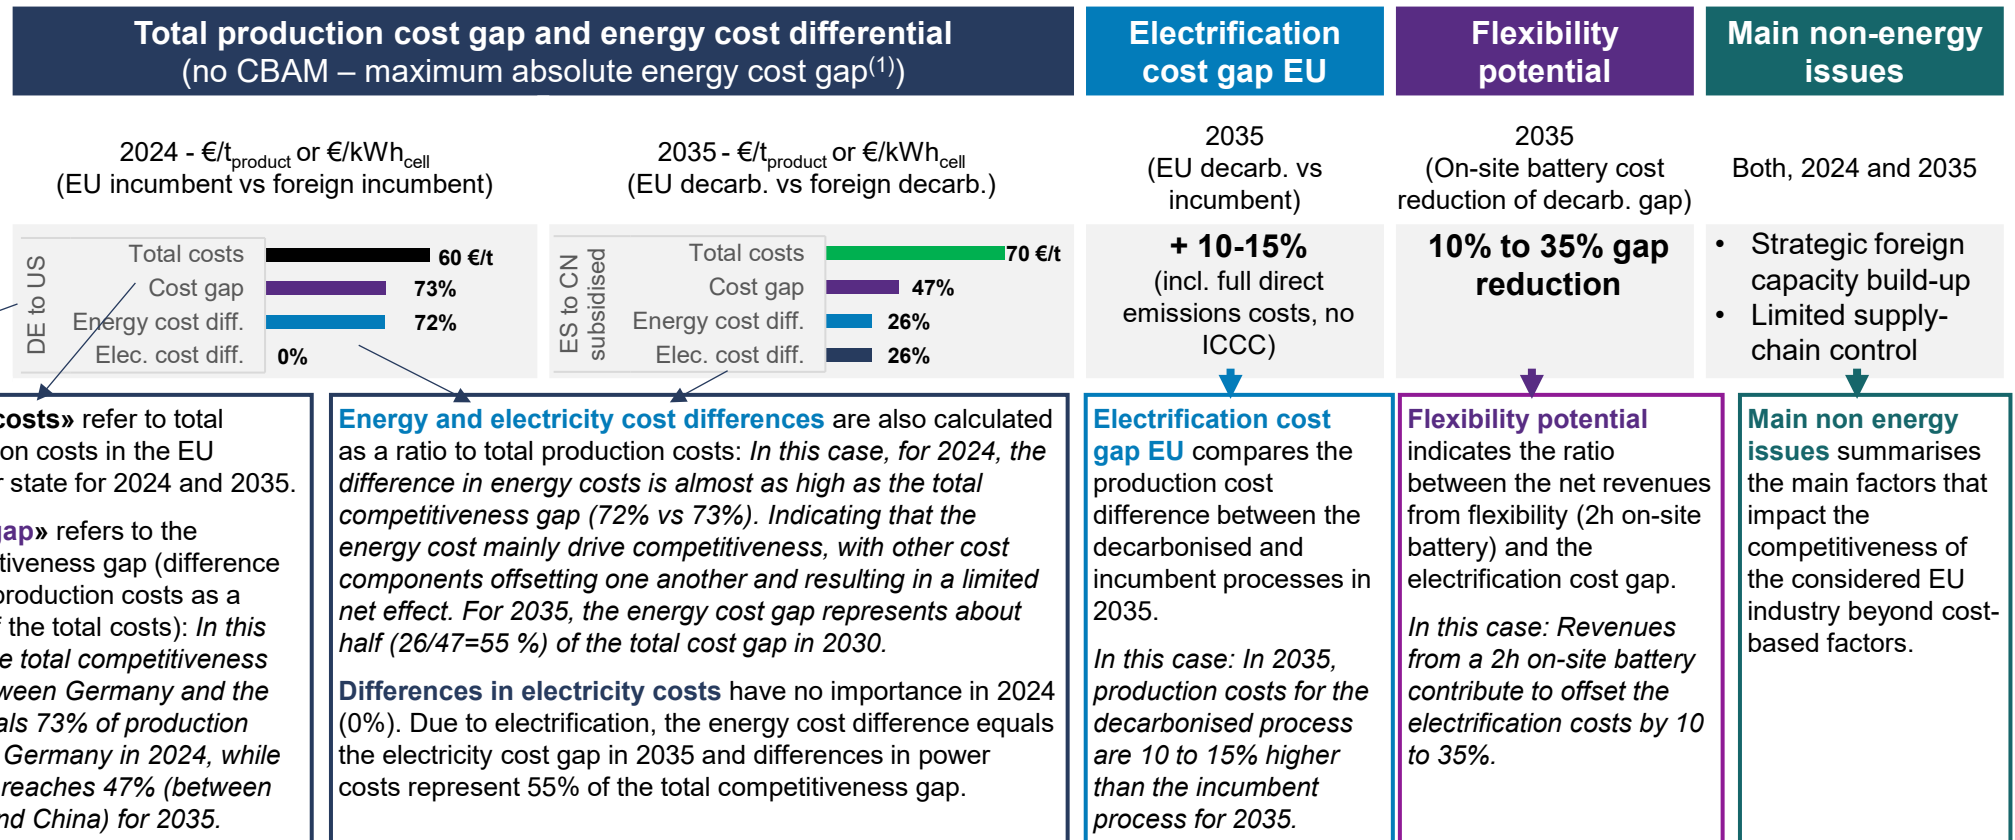 Total production cost gap and energy cost differential
(no CBAM – maximum absolute energy cost gap(1))
Electrification
cost gap EU
Flexibility
potential
Main non-energy
issues
2024 - €/tproduct or €/kWhcell
(EU incumbent vs foreign incumbent)
2035 - €/tproduct or €/kWhcell
(EU decarb. vs foreign decarb.)
2035
(EU decarb. vs
incumbent)
2035
(On-site battery cost
reduction of decarb. gap)
Both, 2024 and 2035
DE to US
Total costs 60 €/t
Cost gap 73%
Energy cost diff. 72%
Elec. cost diff. 0%
ES to CN
subsidised
Total costs 70 €/t
Cost gap 47%
Energy cost diff. 26%
Elec. cost diff. 26%
+ 10-15%
(incl. full direct
emissions costs, no
ICCC)
10% to 35% gap
reduction
• Strategic foreign
capacity build-up
• Limited supply-
chain control
costs» refer to total
on costs in the EU
r state for 2024 and 2035.
gap» refers to the
tiveness gap (difference
production costs as a
f the total costs): In this
e total competitiveness
ween Germany and the
als 73% of production
Germany in 2024, while
reaches 47% (between
nd China) for 2035.
Energy and electricity cost differences are also calculated
as a ratio to total production costs: In this case, for 2024, the
difference in energy costs is almost as high as the total
competitiveness gap (72% vs 73%). Indicating that the
energy cost mainly drive competitiveness, with other cost
components offsetting one another and resulting in a limited
net effect. For 2035, the energy cost gap represents about
half (26/47=55 %) of the total cost gap in 2030.
Differences in electricity costs have no importance in 2024
(0%). Due to electrification, the energy cost difference equals
the electricity cost gap in 2035 and differences in power
costs represent 55% of the total competitiveness gap.
Electrification cost
gap EU compares the
production cost
difference between the
decarbonised and
incumbent processes in
2035.
In this case: In 2035,
production costs for the
decarbonised process
are 10 to 15% higher
than the incumbent
process for 2035.
Flexibility potential
indicates the ratio
between the net revenues
from flexibility (2h on-site
battery) and the
electrification cost gap.
In this case: Revenues
from a 2h on-site battery
contribute to offset the
electrification costs by 10
to 35%.
Main non energy
issues summarises
the main factors that
impact the
competitiveness of
the considered EU
industry beyond cost-
based factors.